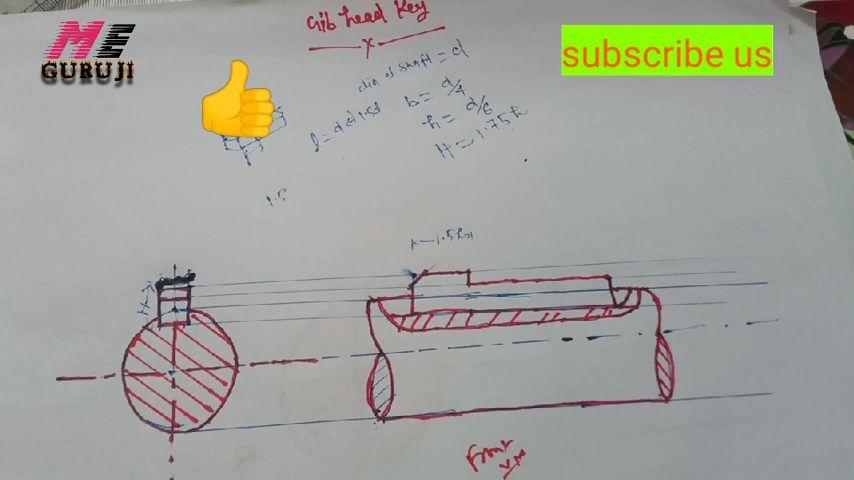 Gib head Key
x
ME
GURUJI
subscribe us
dia of shaft = d
l = d to 1.5d
b = d/4
h = d/6
H = 1.75h
1.5
1.5h
H
Front